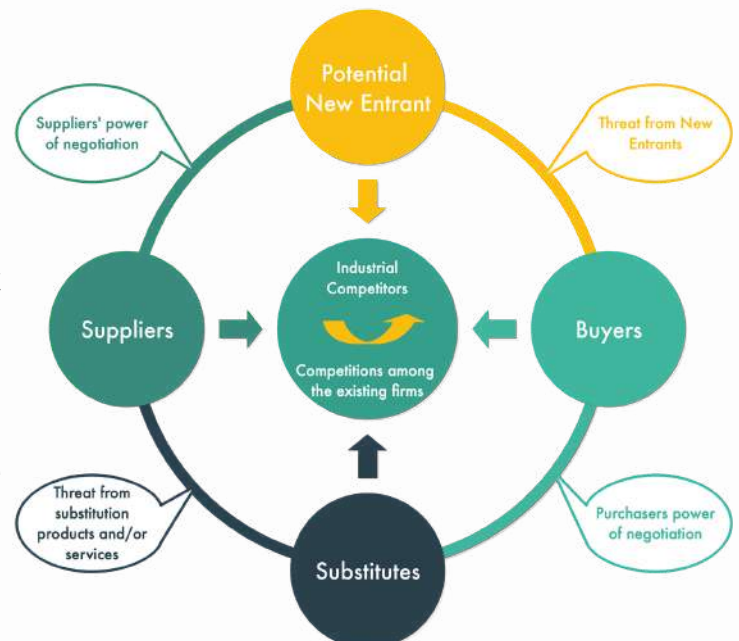 Potential
New Entrant
Suppliers' power
of negotiation
Threat from New
Entrants
Industrial
Competitors
Suppliers
Buyers
Competitions among
the existing firms
Threat from
substitution
products and/or
services
Purchasers power
of negotiation
Substitutes